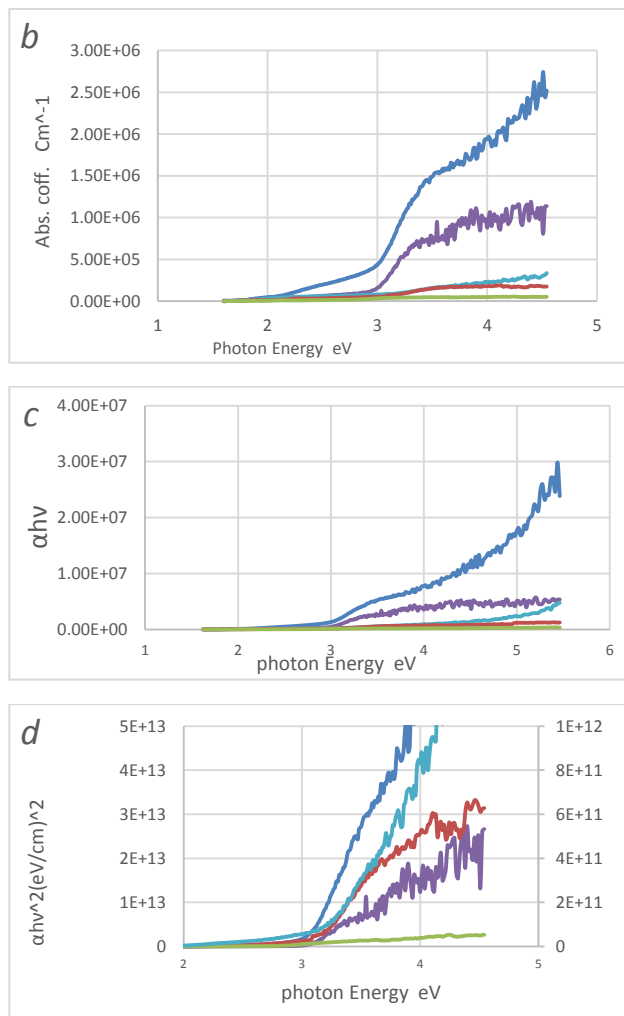 b
3.00E+06
2.50E+06
2.00E+06
1.50E+06
1.00E+06
5.00E+05
0.00E+00
Abs. coff. Cm^-1
1 2 3 4 5
Photon Energy eV
c
4.00E+07
3.00E+07
2.00E+07
1.00E+07
0.00E+00
αhν
1 2 3 4 5 6
photon Energy eV
d
5E+13
4E+13
3E+13
2E+13
1E+13
0
αhν^2(eV/cm)^2
1E+12
8E+11
6E+11
4E+11
2E+11
0
2 3 4 5
photon Energy eV